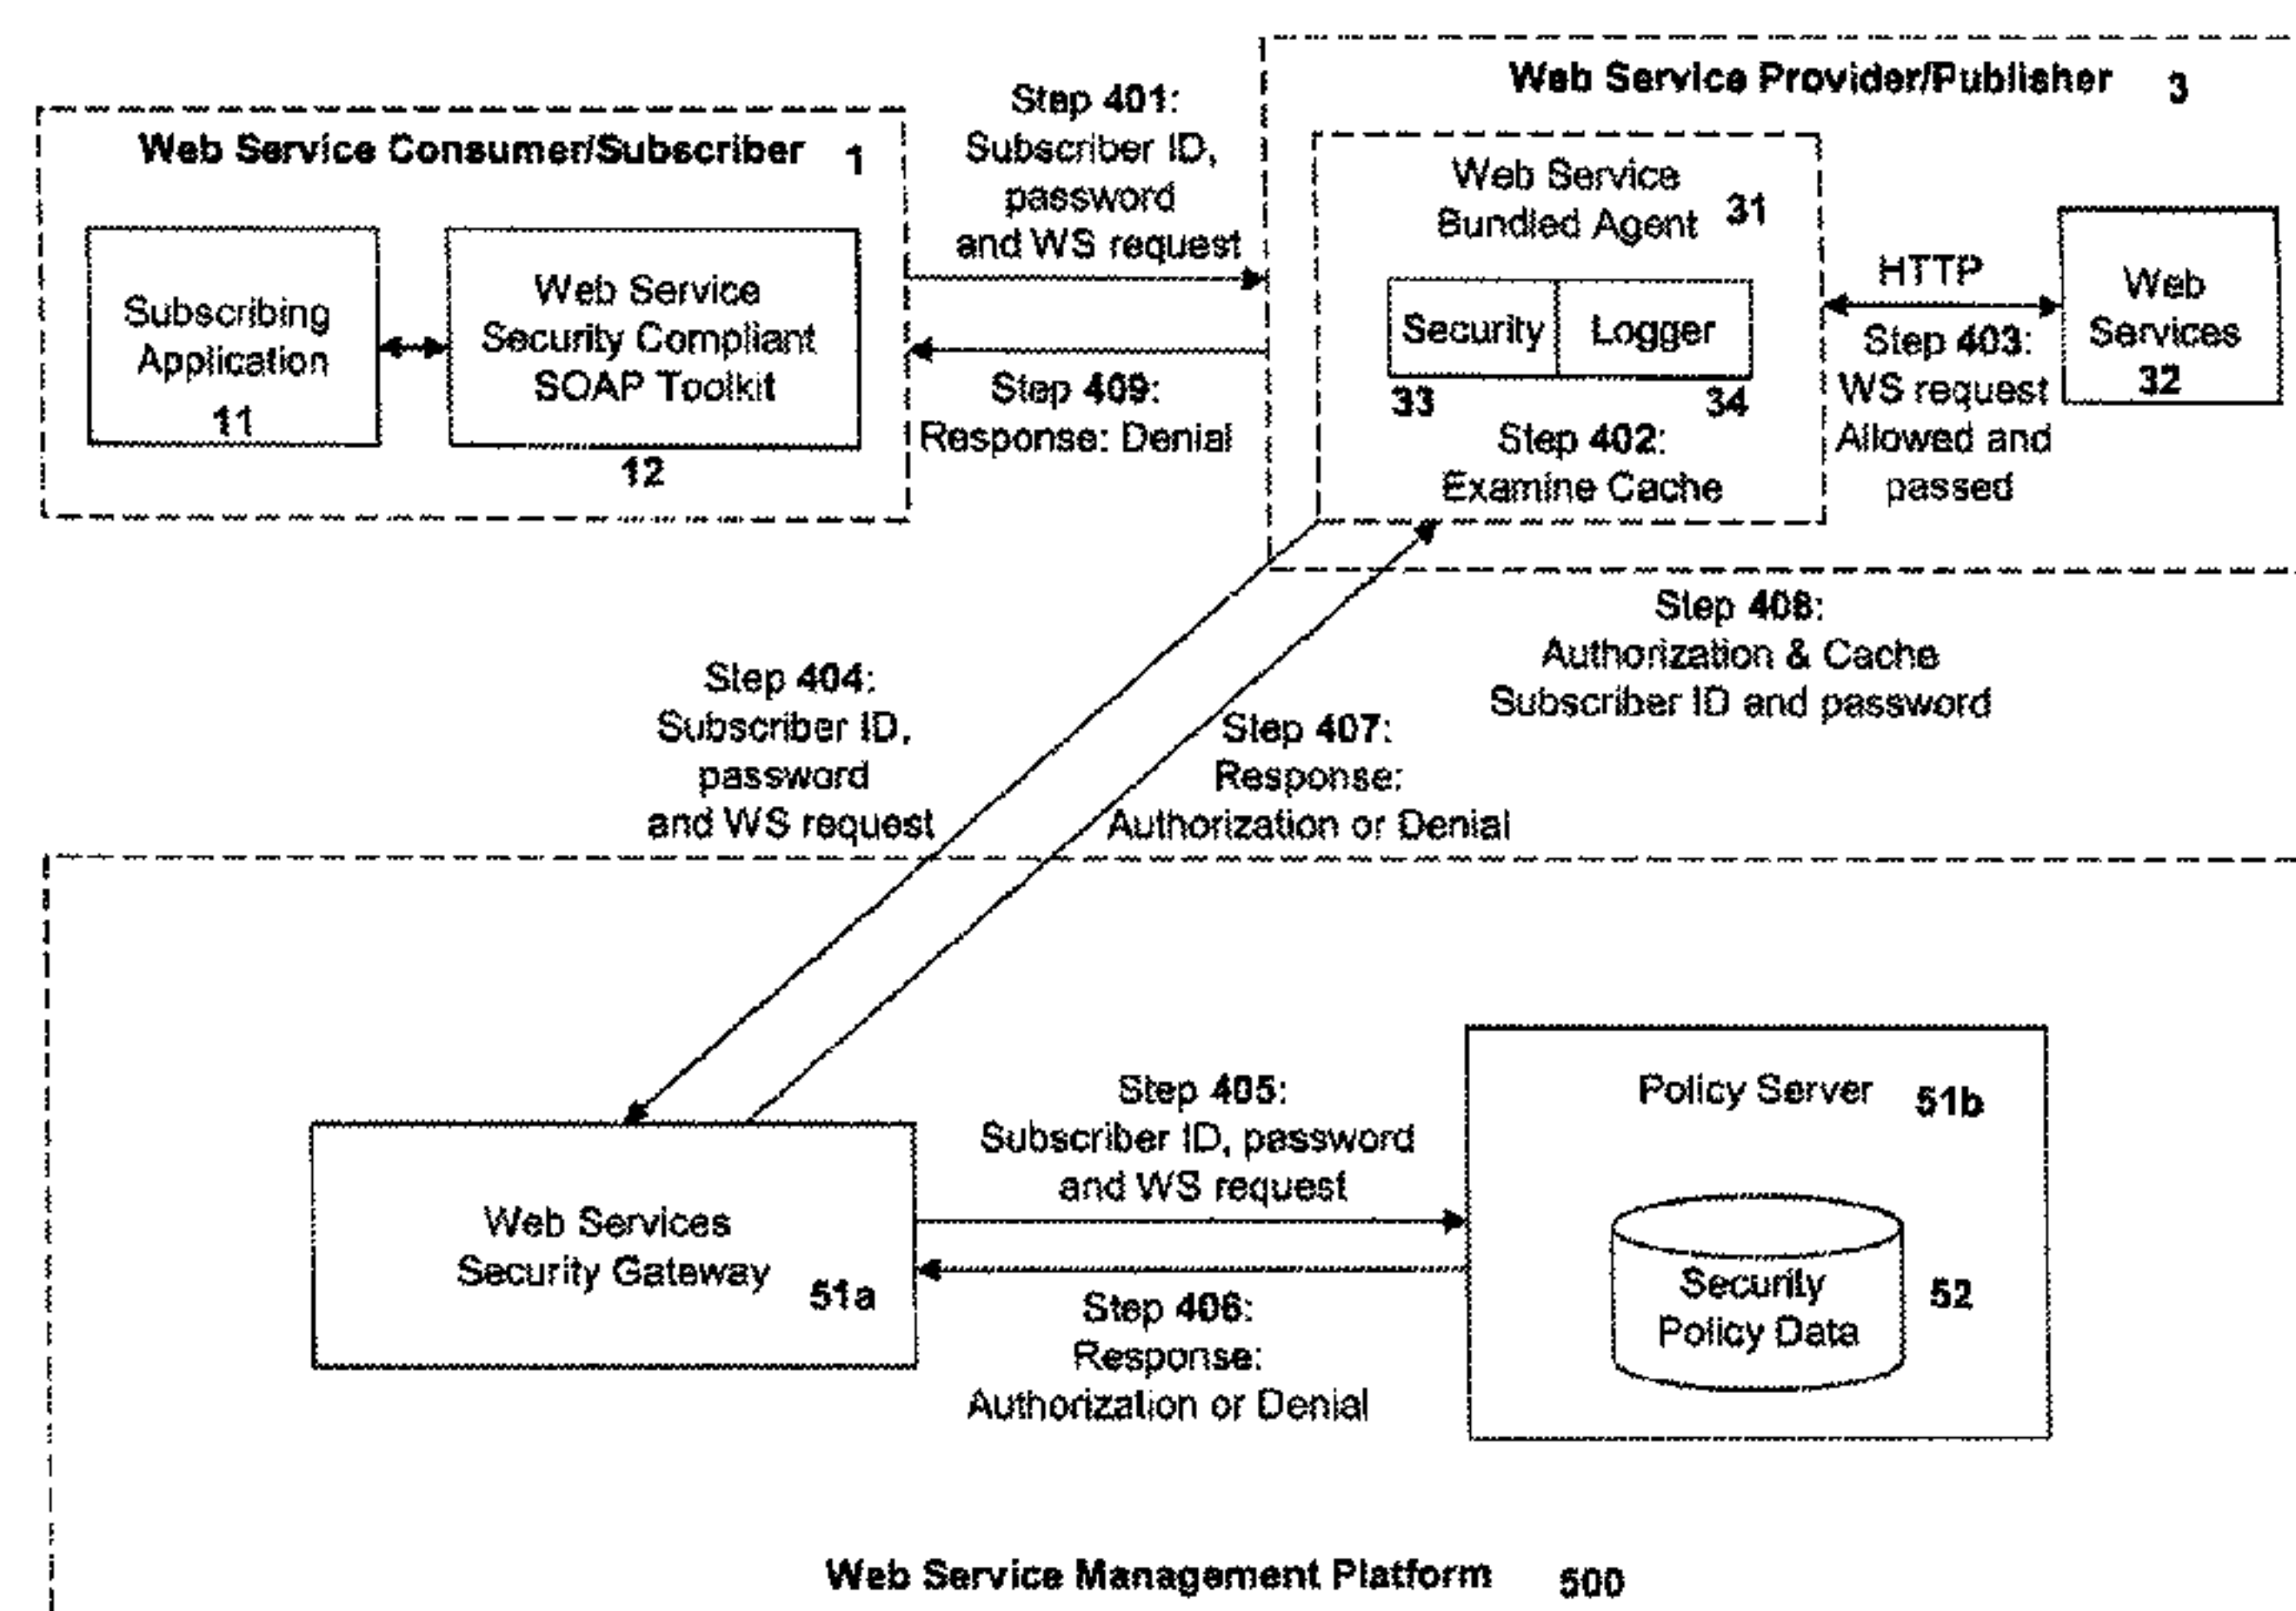 Web Service Consumer/Subscriber 1
Subscribing
Application
11
Web Service
Security Compliant
SOAP Toolkit
12
Step 401:
Subscriber ID,
password
and WS request
Step 409:
Response: Denial
Web Service Provider/Publisher 3
Web Service
Bundled Agent 31
Security
Logger
33
34
Step 402:
Examine Cache
HTTP
Step 403:
WS request
Allowed and
passed
Web
Services
32
Step 408:
Authorization & Cache
Subscriber ID and password
Step 404:
Subscriber ID,
password
and WS request
Step 407:
Response:
Authorization or Denial
Web Services
Security Gateway 51a
Step 405:
Subscriber ID, password
and WS request
Step 406:
Response:
Authorization or Denial
Policy Server 51b
Security
Policy Data
52
Web Service Management Platform 500